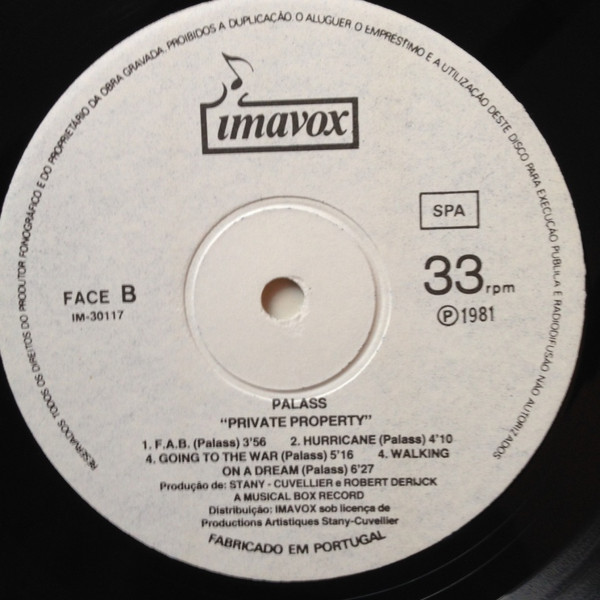 RESERVADOS TODOS OS DIREITOS DO PRODUTOR FONOGRÁFICO E DO PROPRIETÁRIO DA OBRA GRAVADA. PROIBIDOS A DUPLICAÇÃO O ALUGUER O EMPRESTIMO E A UTILIZAÇÃO DESTE DISCO PARA EXECUÇÃO PUBLILA E RADIODIFUSÃO NÃO AUTORIZADOS
imavox
SPA
33 rpm
Ⓟ1981
FACE B
IM-30117
PALASS
"PRIVATE PROPERTY"
1. F.A.B. (Palass) 3'56 2. HURRICANE (Palass) 4'10
4. GOING TO THE WAR (Palass) 5'16 4. WALKING
ON A DREAM (Palass) 6'27
Produção de: STANY - CUVELLIER e ROBERT DERIJCK
A MUSICAL BOX RECORD
Distribuição: IMAVOX sob licença de
Productions Artistiques Stany-Cuvellier
FABRICADO EM PORTUGAL